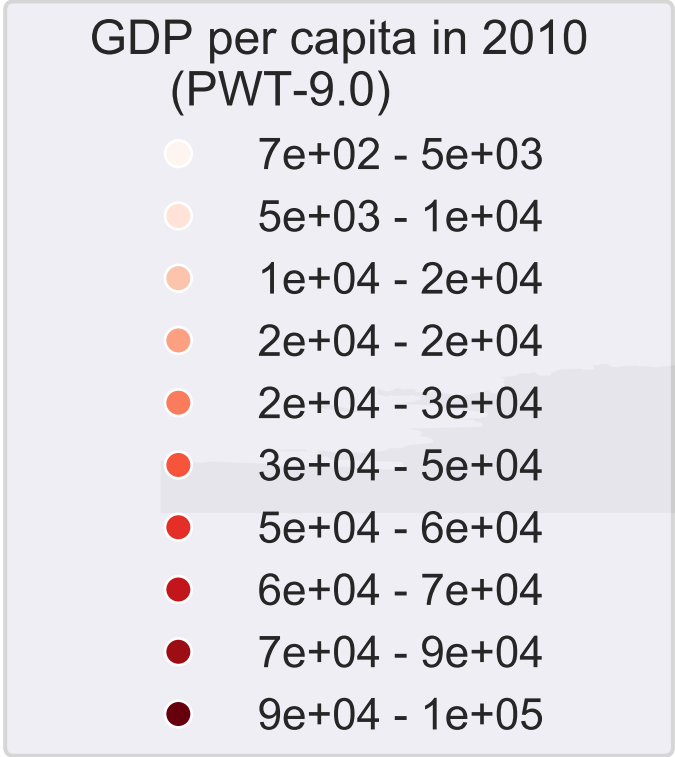 GDP per capita in 2010
(PWT-9.0)
7e+02 - 5e+03
5e+03 - 1e+04
1e+04 - 2e+04
2e+04 - 2e+04
2e+04 - 3e+04
3e+04 - 5e+04
5e+04 - 6e+04
6e+04 - 7e+04
7e+04 - 9e+04
9e+04 - 1e+05